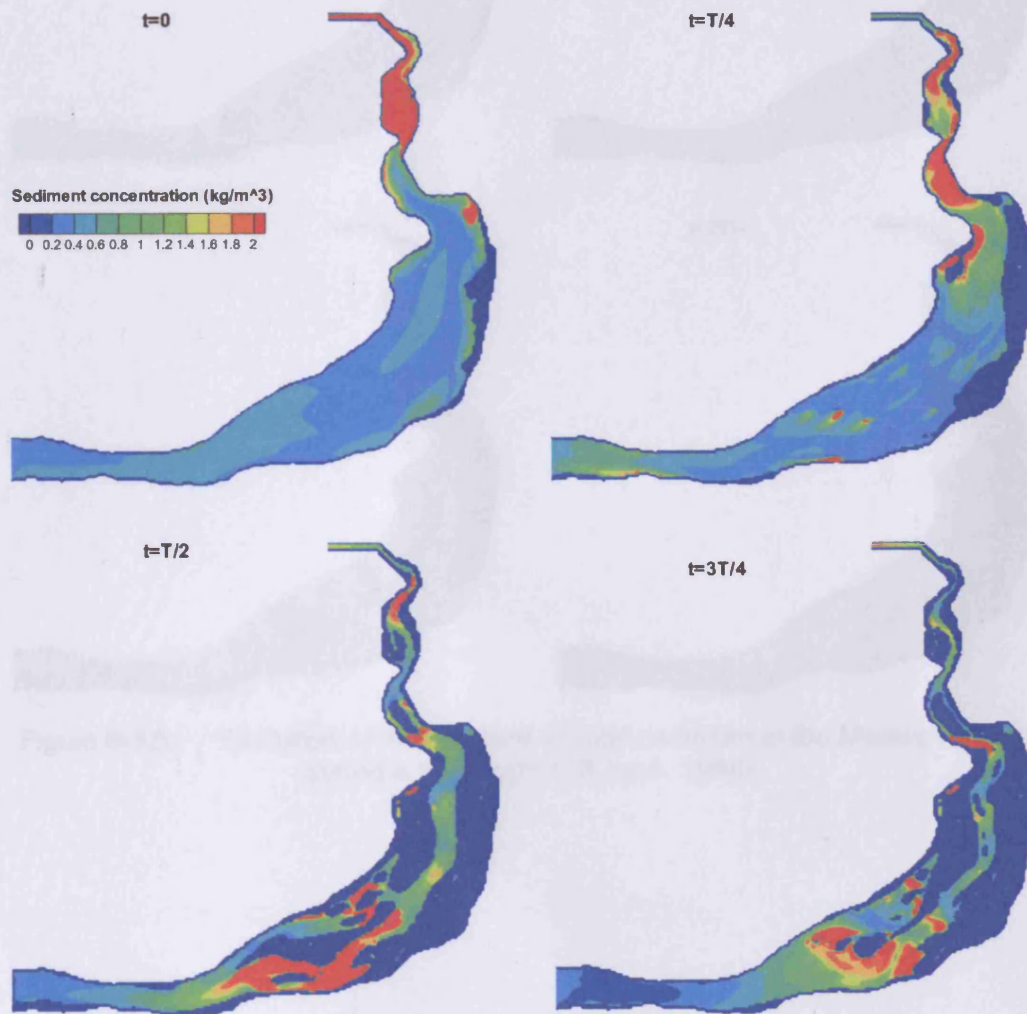 t=0
t=T/4
Sediment concentration (kg/m^3)
0 0.2 0.4 0.6 0.8 1 1.2 1.4 1.6 1.8 2
t=T/2
t=3T/4